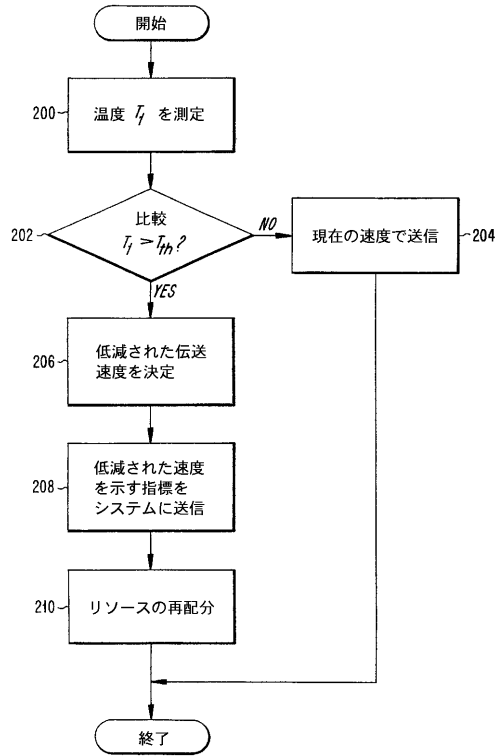 開始
200
温度 T1 を測定
202
比較
T1 > Tth?
NO
現在の速度で送信
204
YES
206
低減された伝送
速度を決定
208
低減された速度
を示す指標を
システムに送信
210
リソースの再配分
終了